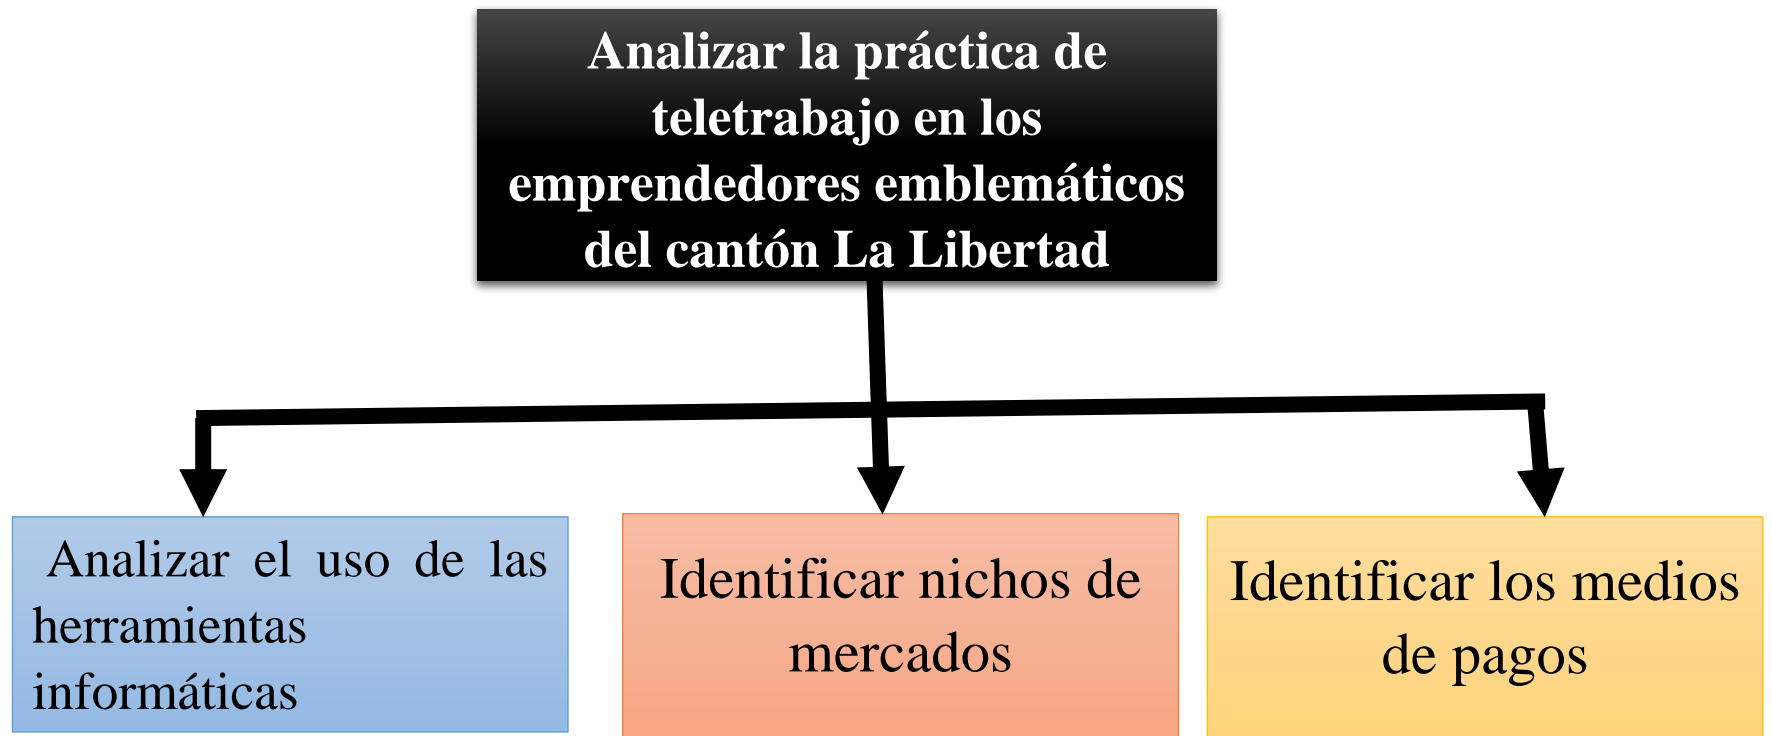 Analizar la práctica de
teletrabajo en los
emprendedores emblemáticos
del cantón La Libertad
Analizar el uso de las
herramientas
informáticas
Identificar nichos de
mercados
Identificar los medios
de pagos